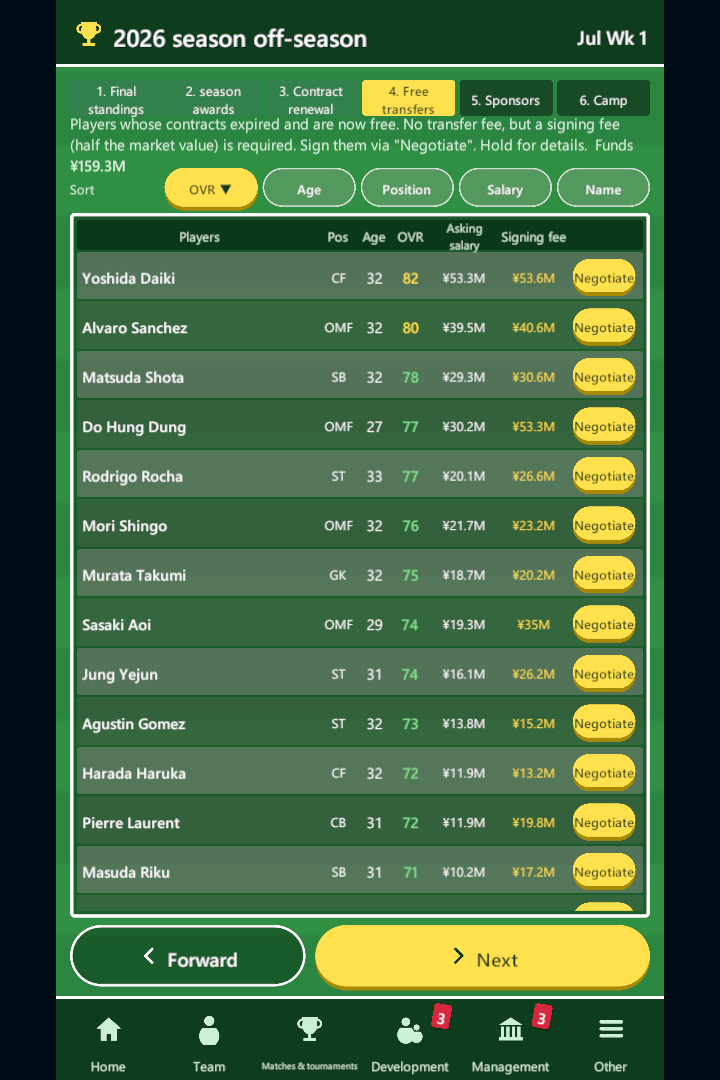 2026 season off-season
Jul Wk 1
1. Final standings
2. season awards
3. Contract renewal
4. Free transfers
5. Sponsors
6. Camp
Players whose contracts expired and are now free. No transfer fee, but a signing fee
(half the market value) is required. Sign them via "Negotiate". Hold for details. Funds
¥159.3M
Sort OVR ▼ Age Position Salary Name
Players Pos Age OVR Asking salary Signing fee
Yoshida Daiki CF 32 82 ¥53.3M ¥53.6M Negotiate
Alvaro Sanchez OMF 32 80 ¥39.5M ¥40.6M Negotiate
Matsuda Shota SB 32 78 ¥29.3M ¥30.6M Negotiate
Do Hung Dung OMF 27 77 ¥30.2M ¥53.3M Negotiate
Rodrigo Rocha ST 33 77 ¥20.1M ¥26.6M Negotiate
Mori Shingo OMF 32 76 ¥21.7M ¥23.2M Negotiate
Murata Takumi GK 32 75 ¥18.7M ¥20.2M Negotiate
Sasaki Aoi OMF 29 74 ¥19.3M ¥35M Negotiate
Jung Yejun ST 31 74 ¥16.1M ¥26.2M Negotiate
Agustin Gomez ST 32 73 ¥13.8M ¥15.2M Negotiate
Harada Haruka CF 32 72 ¥11.9M ¥13.2M Negotiate
Pierre Laurent CB 31 72 ¥11.9M ¥19.8M Negotiate
Masuda Riku SB 31 71 ¥10.2M ¥17.2M Negotiate
Forward
Next
3 3
Home Team Matches & tournaments Development Management Other